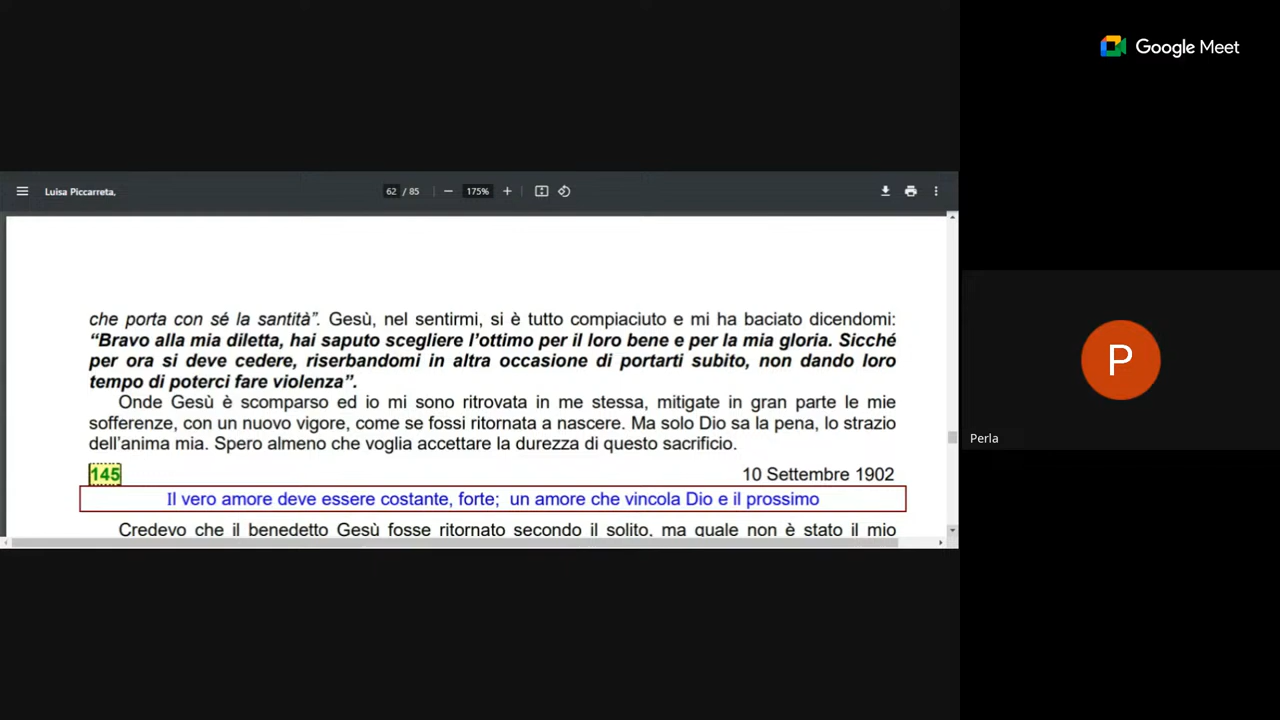 Google Meet
Luisa Piccarreta,
62 / 85
175%
che porta con sé la santità”. Gesù, nel sentirmi, si è tutto compiaciuto e mi ha baciato dicendomi:
“Bravo alla mia diletta, hai saputo scegliere l’ottimo per il loro bene e per la mia gloria. Sicché
per ora si deve cedere, riserbandomi in altra occasione di portarti subito, non dando loro
tempo di poterci fare violenza”.
Onde Gesù è scomparso ed io mi sono ritrovata in me stessa, mitigate in gran parte le mie
sofferenze, con un nuovo vigore, come se fossi ritornata a nascere. Ma solo Dio sa la pena, lo strazio
dell’anima mia. Spero almeno che voglia accettare la durezza di questo sacrificio.
145 10 Settembre 1902
Il vero amore deve essere costante, forte; un amore che vincola Dio e il prossimo
Credevo che il benedetto Gesù fosse ritornato secondo il solito, ma quale non è stato il mio
P
Perla